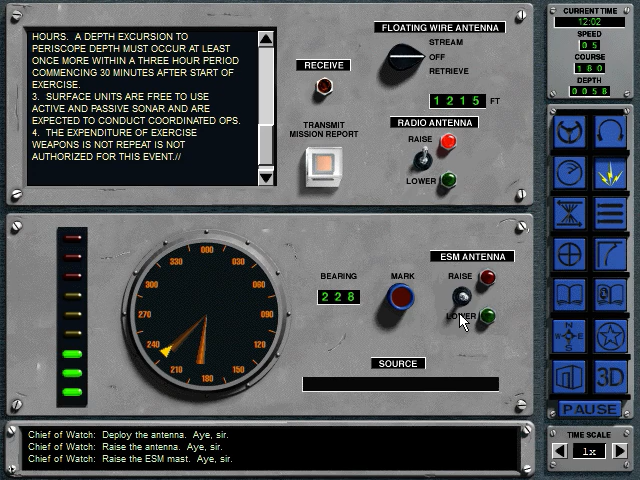 HOURS.  A DEPTH EXCURSION TO
PERISCOPE DEPTH MUST OCCUR AT LEAST
ONCE MORE WITHIN A THREE HOUR PERIOD
COMMENCING 30 MINUTES AFTER START OF
EXERCISE.
3.  SURFACE UNITS ARE FREE TO USE
ACTIVE AND PASSIVE SONAR AND ARE
EXPECTED TO CONDUCT COORDINATED OPS.
4.  THE EXPENDITURE OF EXERCISE
WEAPONS IS NOT REPEAT IS NOT
AUTHORIZED FOR THIS EVENT.//
RECEIVE
TRANSMIT
MISSION REPORT
FLOATING WIRE ANTENNA
STREAM
OFF
RETRIEVE
1215 FT
RADIO ANTENNA
RAISE
LOWER
CURRENT TIME
12:02
SPEED
05
COURSE
180
DEPTH
0058
000
030
060
090
120
150
180
210
240
270
300
330
BEARING
228
MARK
ESM ANTENNA
RAISE
LOWER
SOURCE
N
W E
S
3D
PAUSE
TIME SCALE
1x
Chief of Watch:  Deploy the antenna.  Aye, sir.
Chief of Watch:  Raise the antenna.  Aye, sir.
Chief of Watch:  Raise the ESM mast.  Aye, sir.